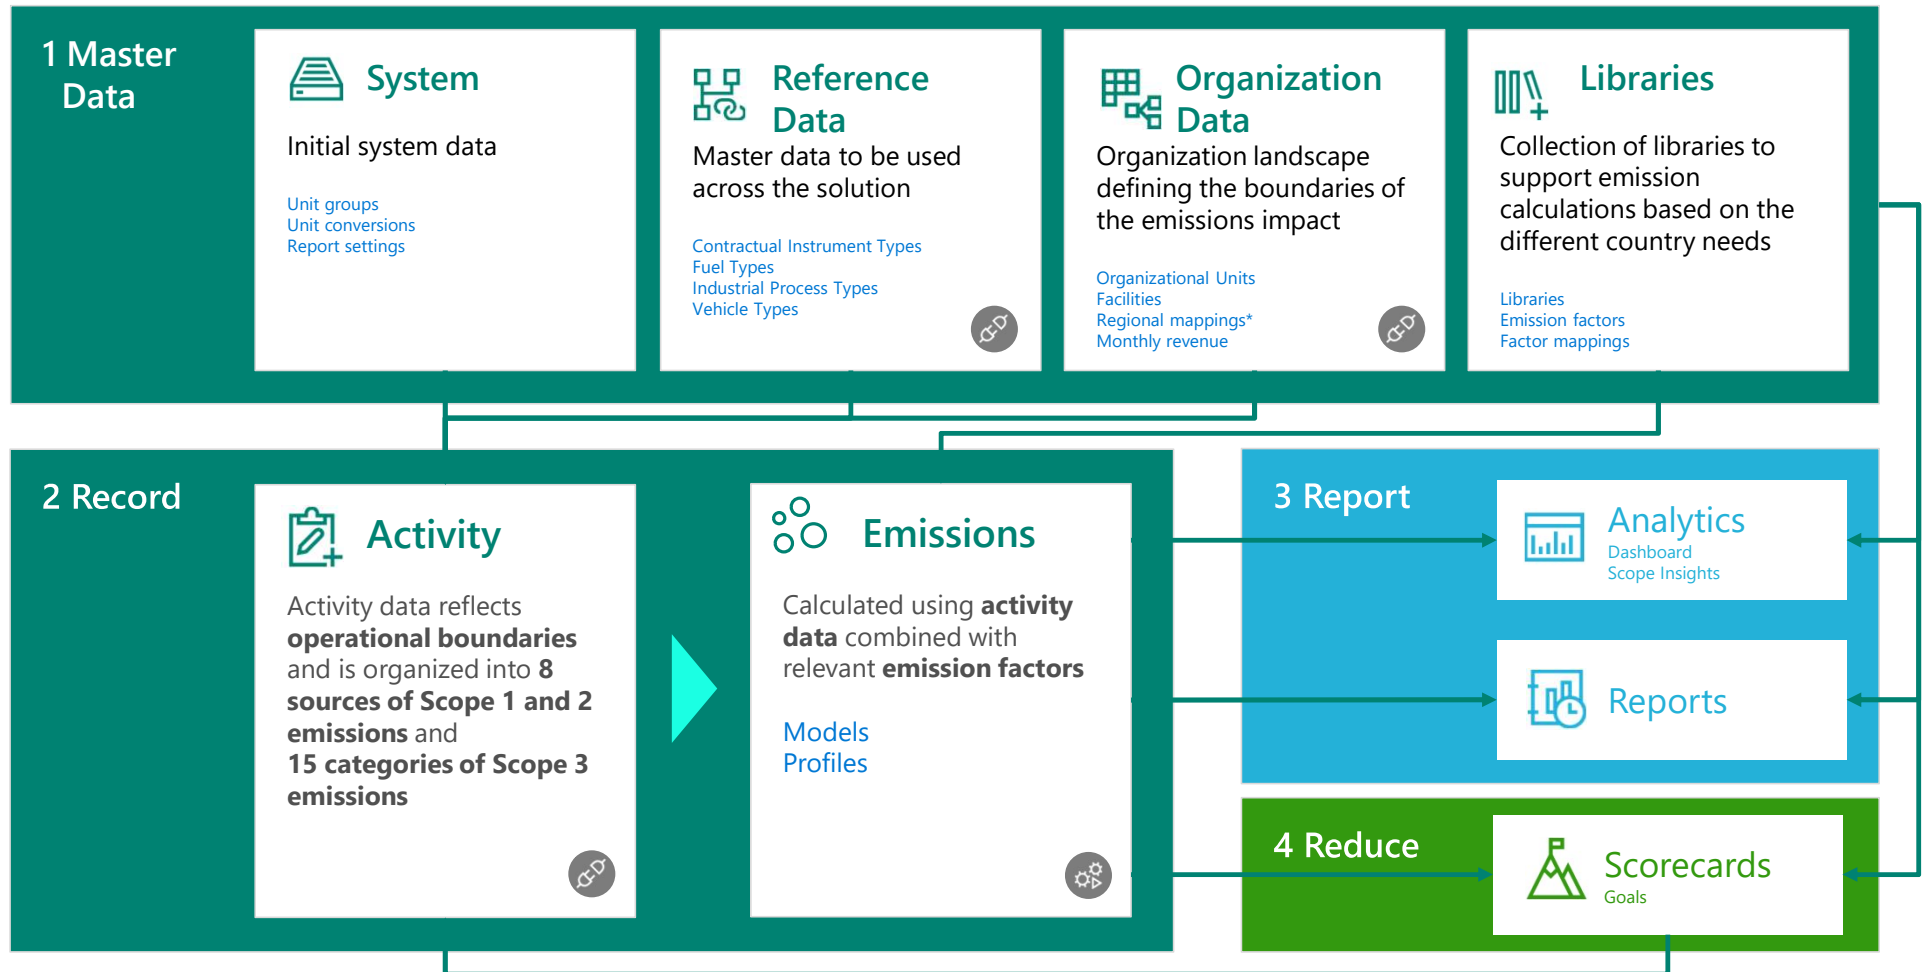 1 Master
Data
System
Initial system data
Unit groups
Unit conversions
Report settings
Reference
Data
Master data to be used
across the solution
Contractual Instrument Types
Fuel Types
Industrial Process Types
Vehicle Types
Organization
Data
Organization landscape
defining the boundaries of
the emissions impact
Organizational Units
Facilities
Regional mappings*
Monthly revenue
Libraries
Collection of libraries to
support emission
calculations based on the
different country needs
Libraries
Emission factors
Factor mappings
2 Record
Activity
Activity data reflects
operational boundaries
and is organized into 8
sources of Scope 1 and 2
emissions and
15 categories of Scope 3
emissions
Emissions
Calculated using activity
data combined with
relevant emission factors
Models
Profiles
3 Report
Analytics
Dashboard
Scope Insights
Reports
4 Reduce
Scorecards
Goals